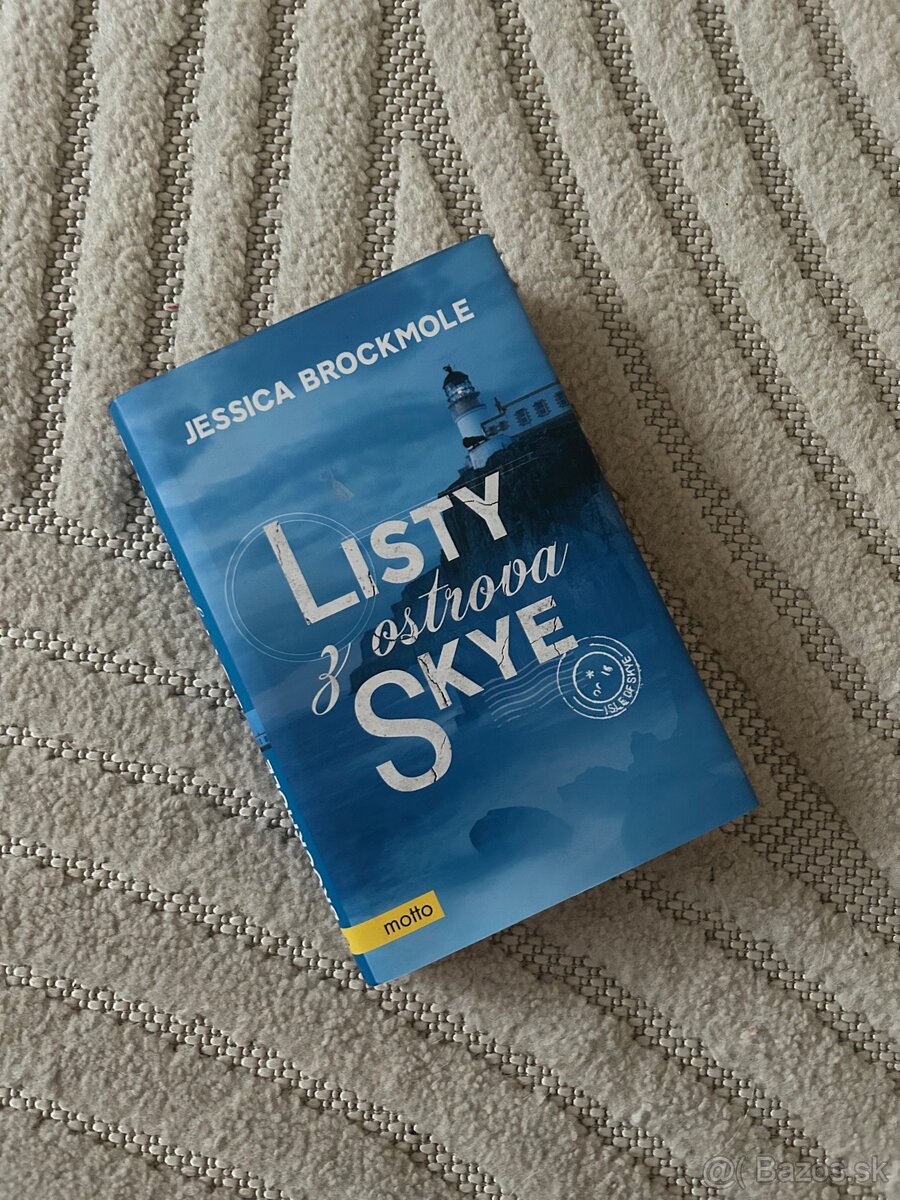 JESSICA BROCKMOLE
LISTY
z ostrova
SKYE
ISLE OF SKYE
motto
@( Bazos.sk